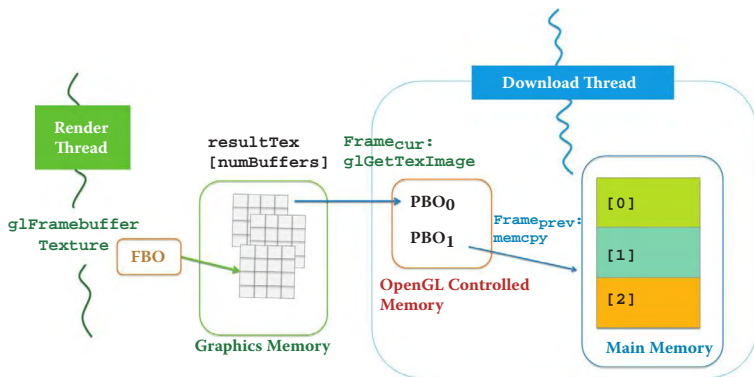 Download Thread
Render
Thread
resultTex
[numBuffers]
Framecur:
glGetTexImage
glFramebuffer
Texture
FBO
PBO0
PBO1
Frameprev:
memcpy
[0]
[1]
[2]
OpenGL Controlled
Memory
Graphics Memory
Main Memory